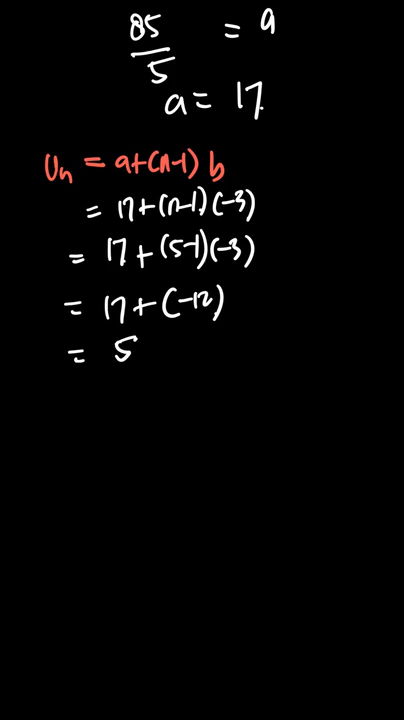 85/5 = a
a = 17
Un = a+(n-1) b
= 17+(n-1)(-3)
= 17+(5-1)(-3)
= 17+(-12)
= 5